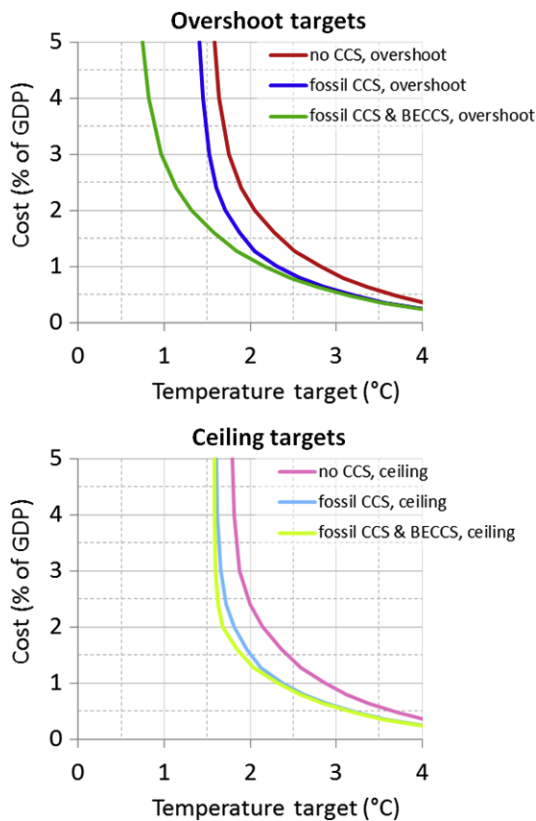 Overshoot targets
5
4
3
2
1
0
Cost (% of GDP)
no CCS, overshoot
fossil CCS, overshoot
fossil CCS & BECCS, overshoot
0 1 2 3 4
Temperature target (°C)
Ceiling targets
5
4
3
2
1
0
Cost (% of GDP)
no CCS, ceiling
fossil CCS, ceiling
fossil CCS & BECCS, ceiling
0 1 2 3 4
Temperature target (°C)